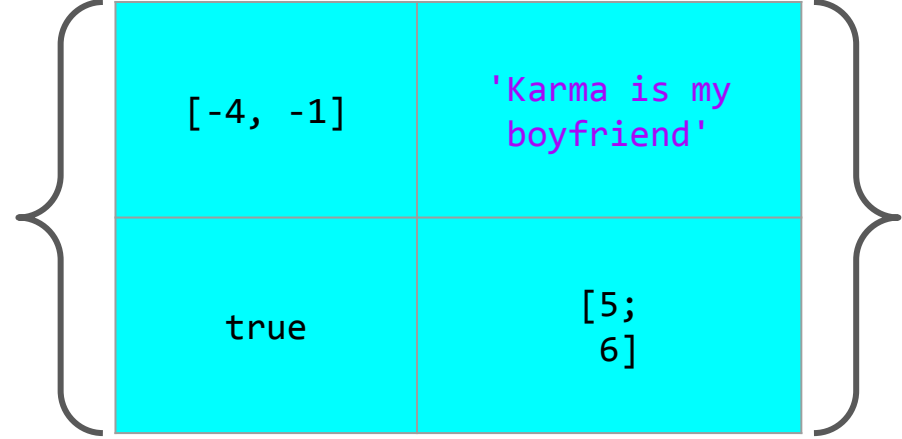 [-4, -1]
'Karma is my
boyfriend'
true
[5;
6]